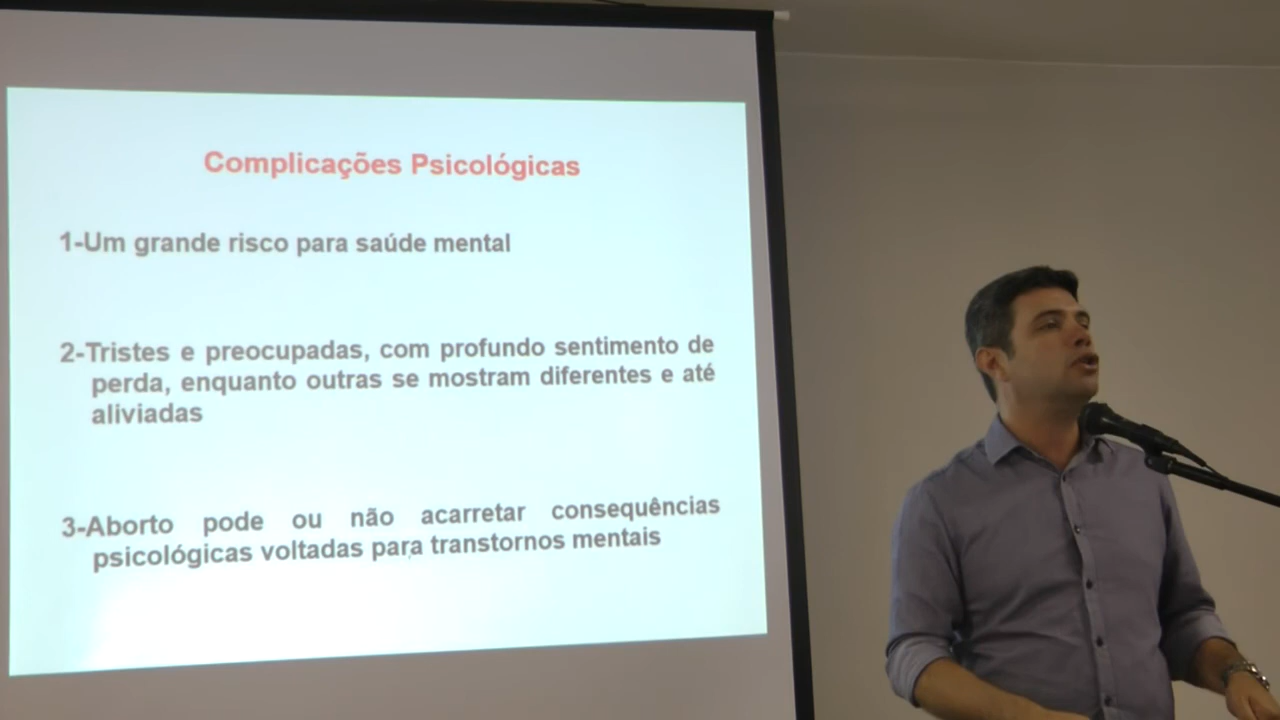 Complicações Psicológicas
1-Um grande risco para saúde mental
2-Tristes e preocupadas, com profundo sentimento de
perda, enquanto outras se mostram diferentes e até
aliviadas
3-Aborto pode ou não acarretar consequências
psicológicas voltadas para transtornos mentais